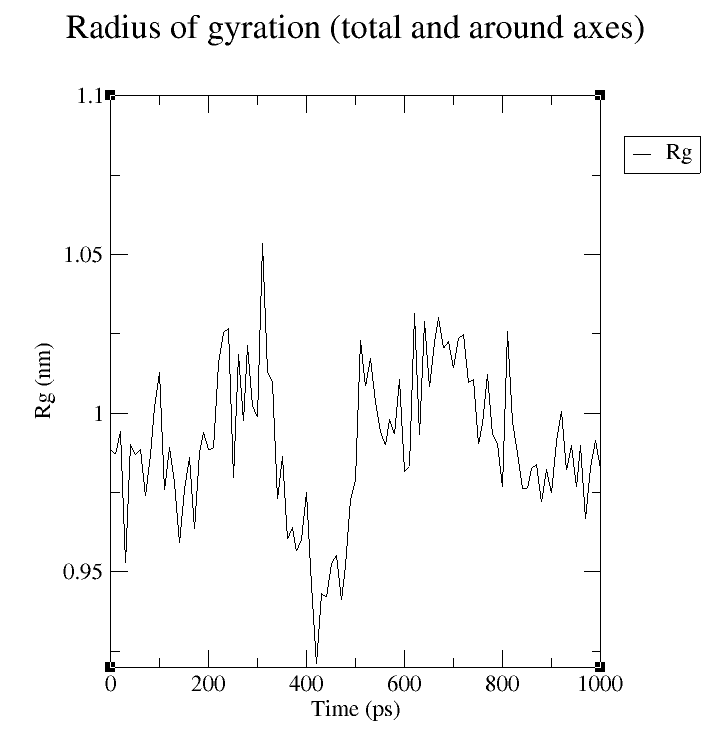 Radius of gyration (total and around axes)
1.1
Rg
1.05
Rg (nm)
1
0.95
0 200 400 600 800 1000
Time (ps)